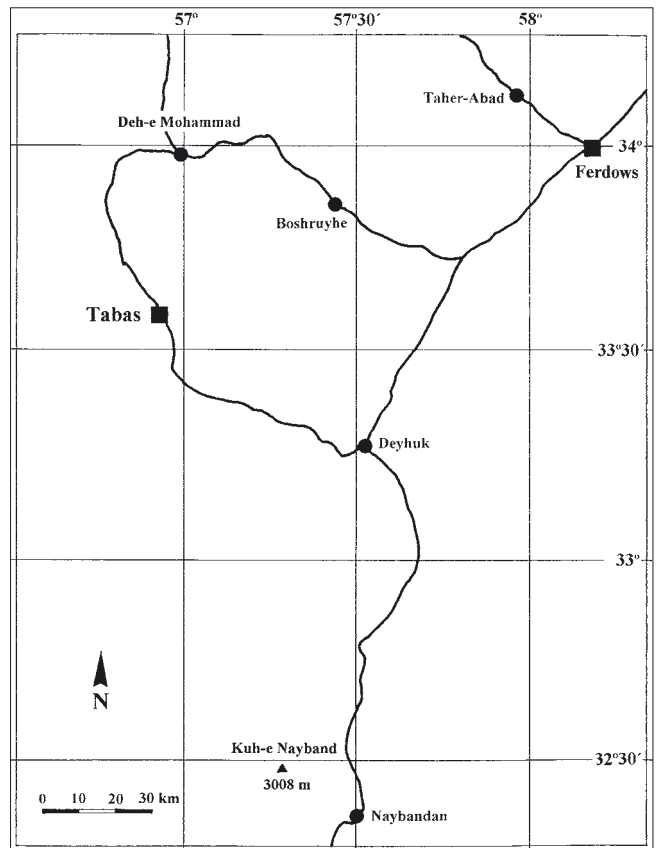 57° 57°30´ 58°
Taher-Abad
Deh-e Mohammad
34°
Ferdows
Boshruyhe
Tabas
33°30´
Deyhuk
33°
N
Kuh-e Nayband
32°30´
3008 m
0 10 20 30 km
Naybandan